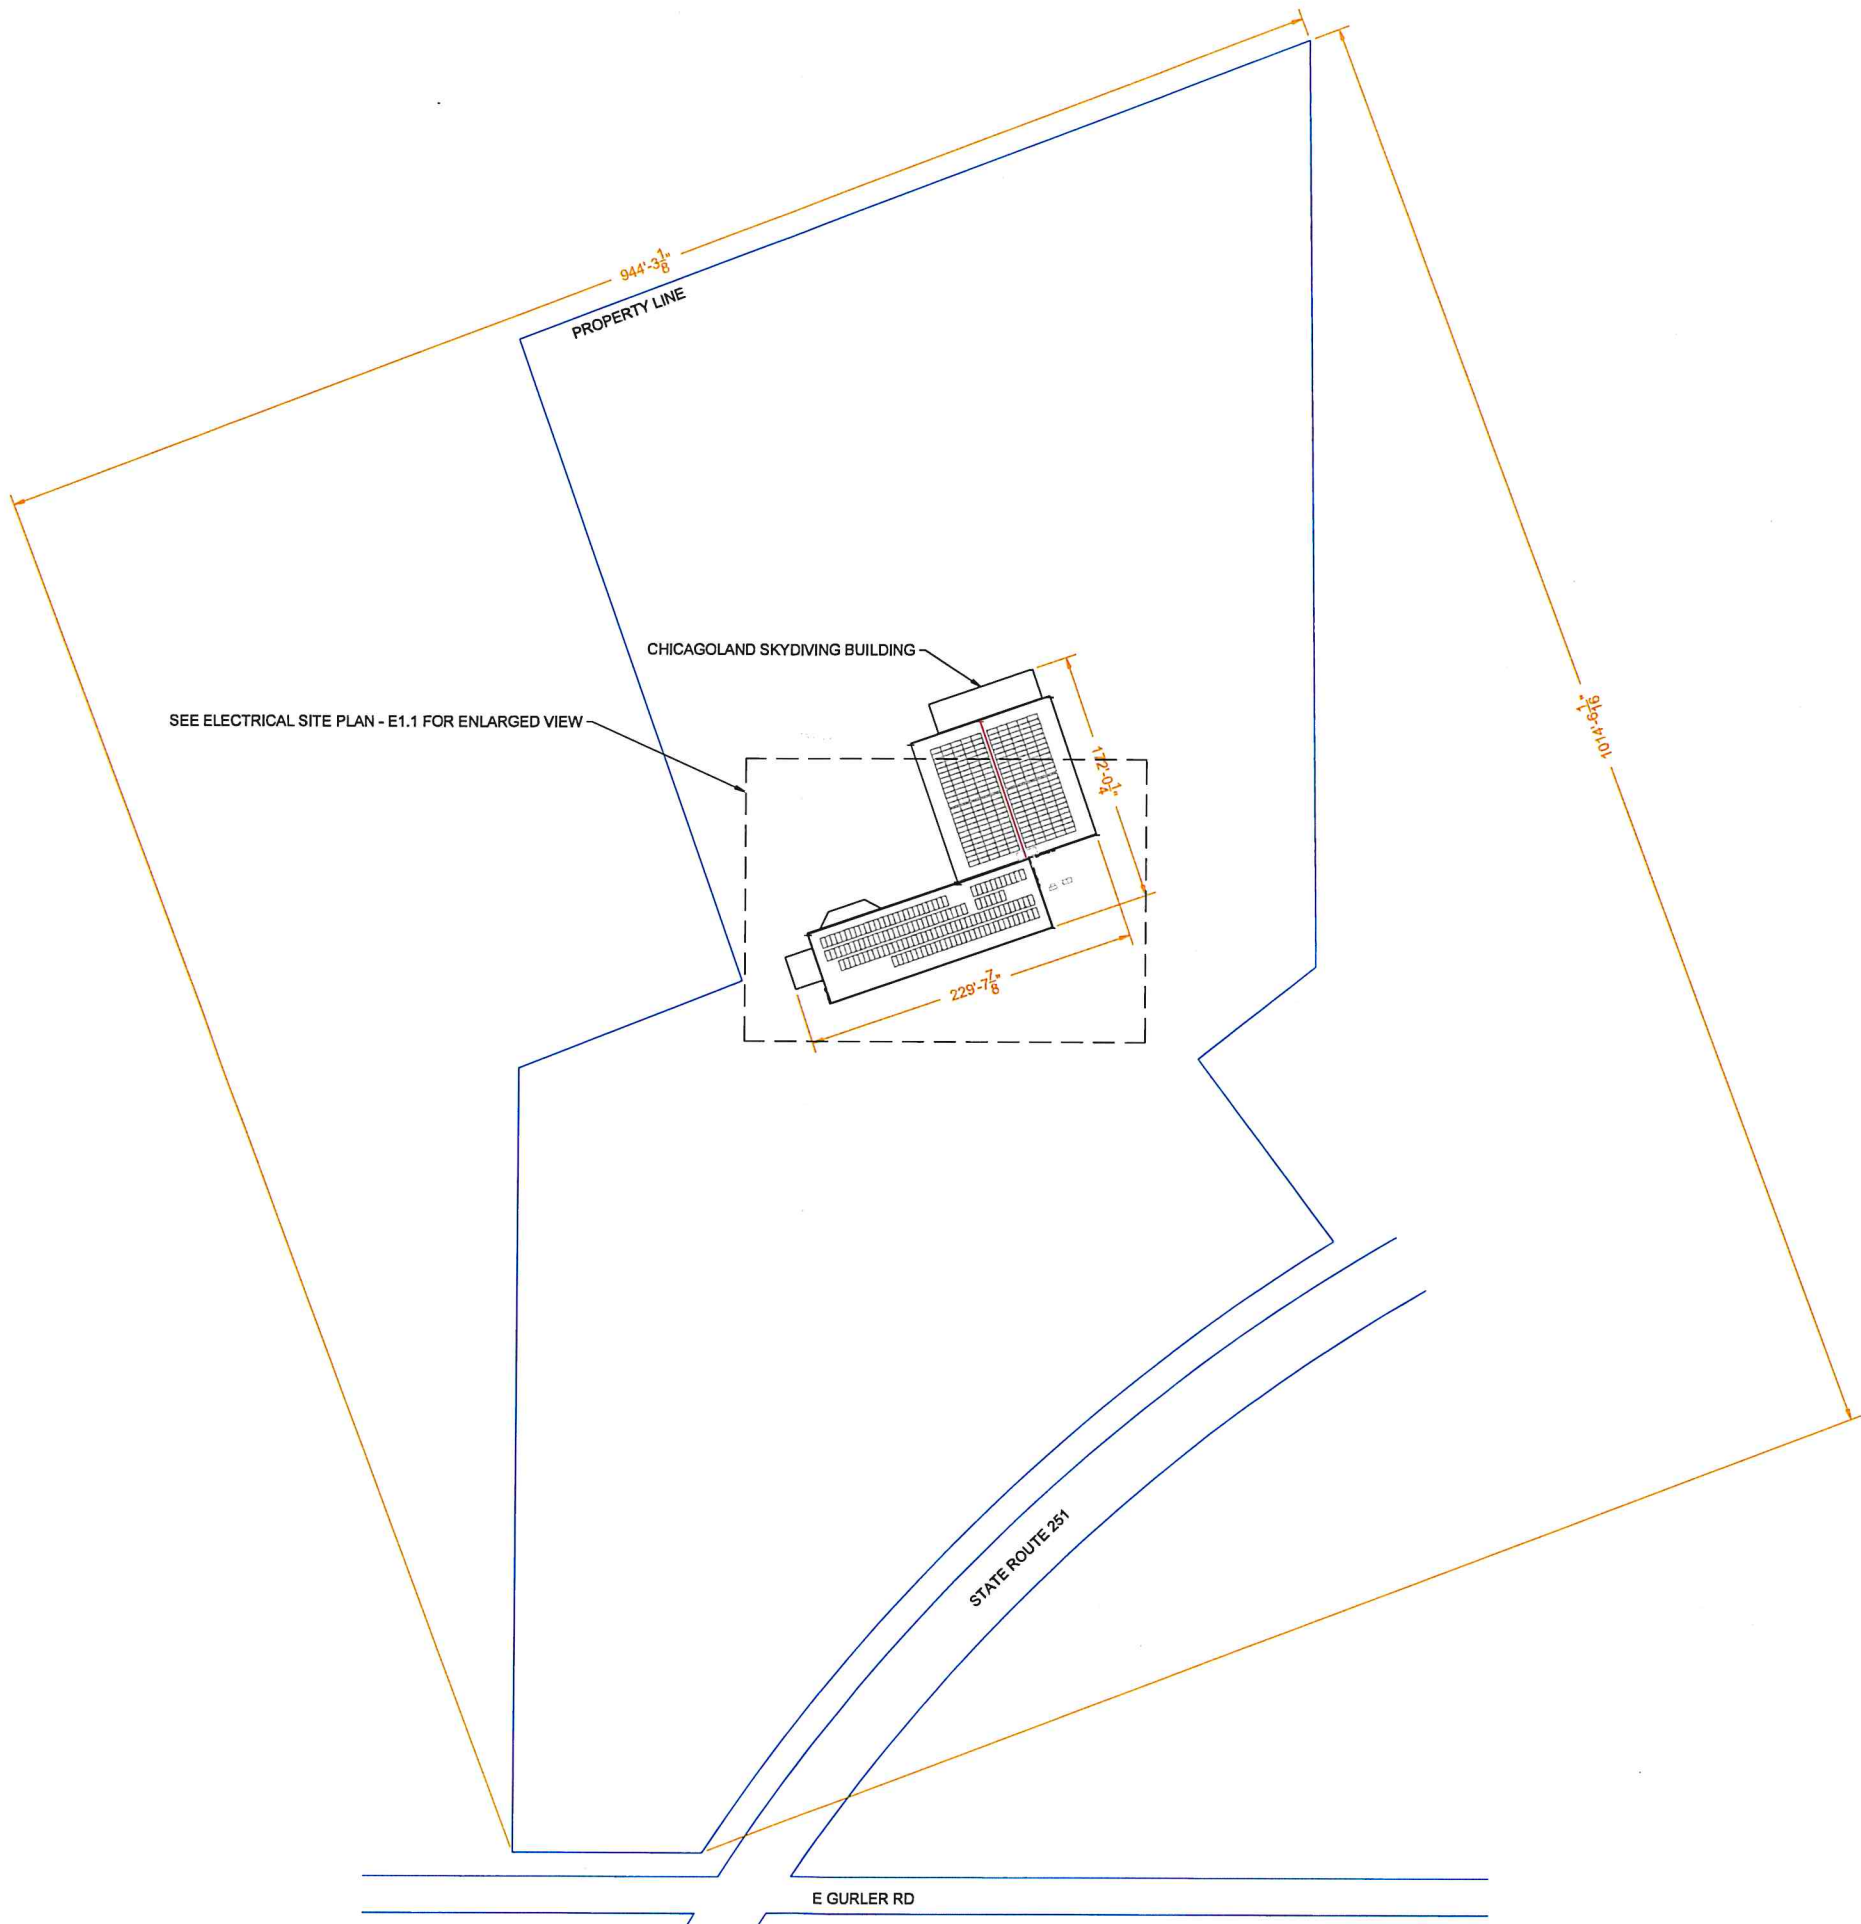 944'-3 1/8"
PROPERTY LINE
CHICAGOLAND SKYDIVING BUILDING
SEE ELECTRICAL SITE PLAN - E1.1 FOR ENLARGED VIEW
1014'-6 1/16"
172'-0 1/4"
229'-7 7/8"
STATE ROUTE 251
E GURLER RD